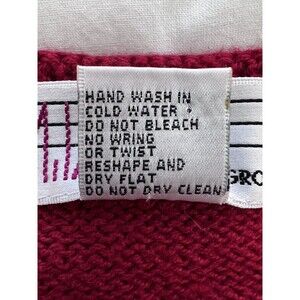 HAND WASH IN
COLD WATER
DO NOT BLEACH
NO WRING
OR TWIST
RESHAPE AND
DRY FLAT
DO NOT DRY CLEAN
GRO